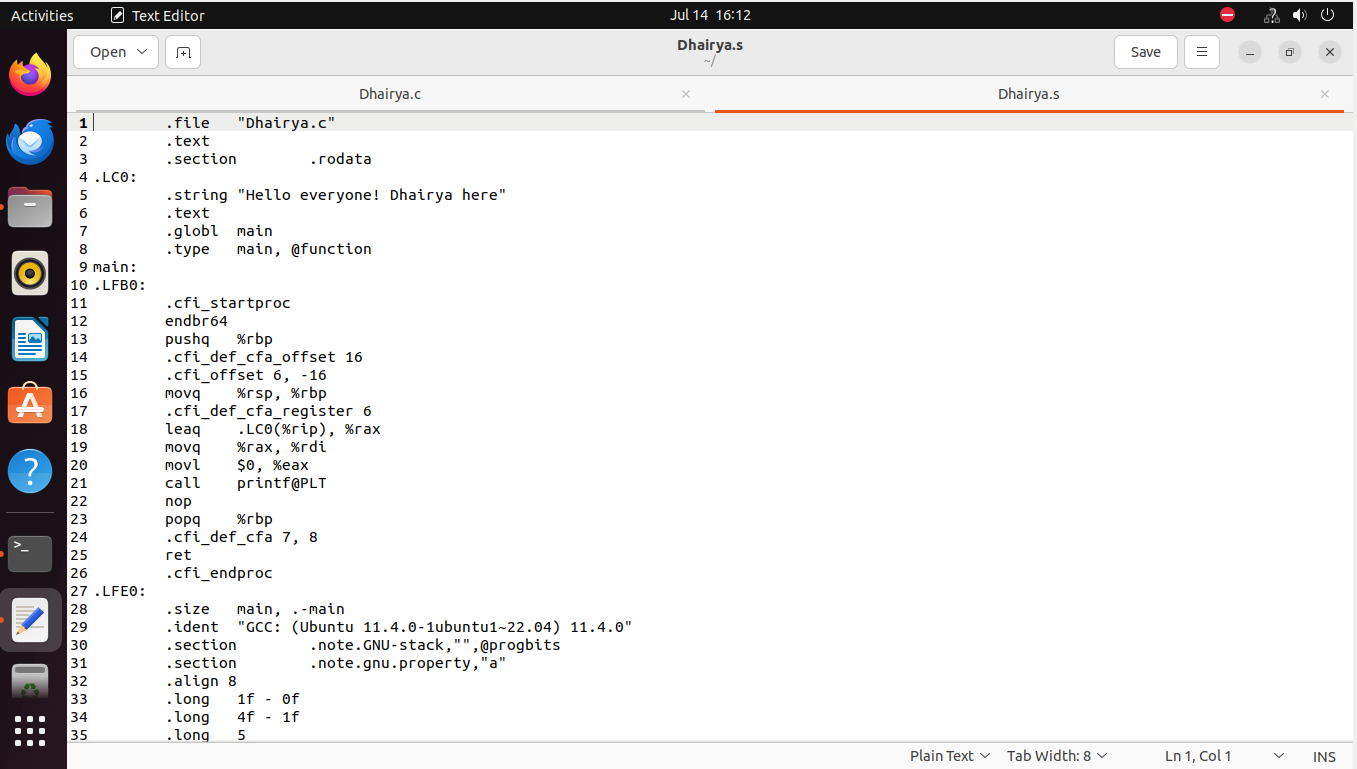 Activities Text Editor Jul 14 16:12
Open Dhairya.s Save
~/
Dhairya.c Dhairya.s
1 .file "Dhairya.c"
2 .text
3 .section .rodata
4 .LC0:
5 .string "Hello everyone! Dhairya here"
6 .text
7 .globl main
8 .type main, @function
9 main:
10 .LFB0:
11 .cfi_startproc
12 endbr64
13 pushq %rbp
14 .cfi_def_cfa_offset 16
15 .cfi_offset 6, -16
16 movq %rsp, %rbp
17 .cfi_def_cfa_register 6
18 leaq .LC0(%rip), %rax
19 movq %rax, %rdi
20 movl $0, %eax
21 call printf@PLT
22 nop
23 popq %rbp
24 .cfi_def_cfa 7, 8
25 ret
26 .cfi_endproc
27 .LFE0:
28 .size main, .-main
29 .ident "GCC: (Ubuntu 11.4.0-1ubuntu1~22.04) 11.4.0"
30 .section .note.GNU-stack,"",@progbits
31 .section .note.gnu.property,"a"
32 .align 8
33 .long 1f - 0f
34 .long 4f - 1f
35 .long 5
Plain Text Tab Width: 8 Ln 1, Col 1 INS